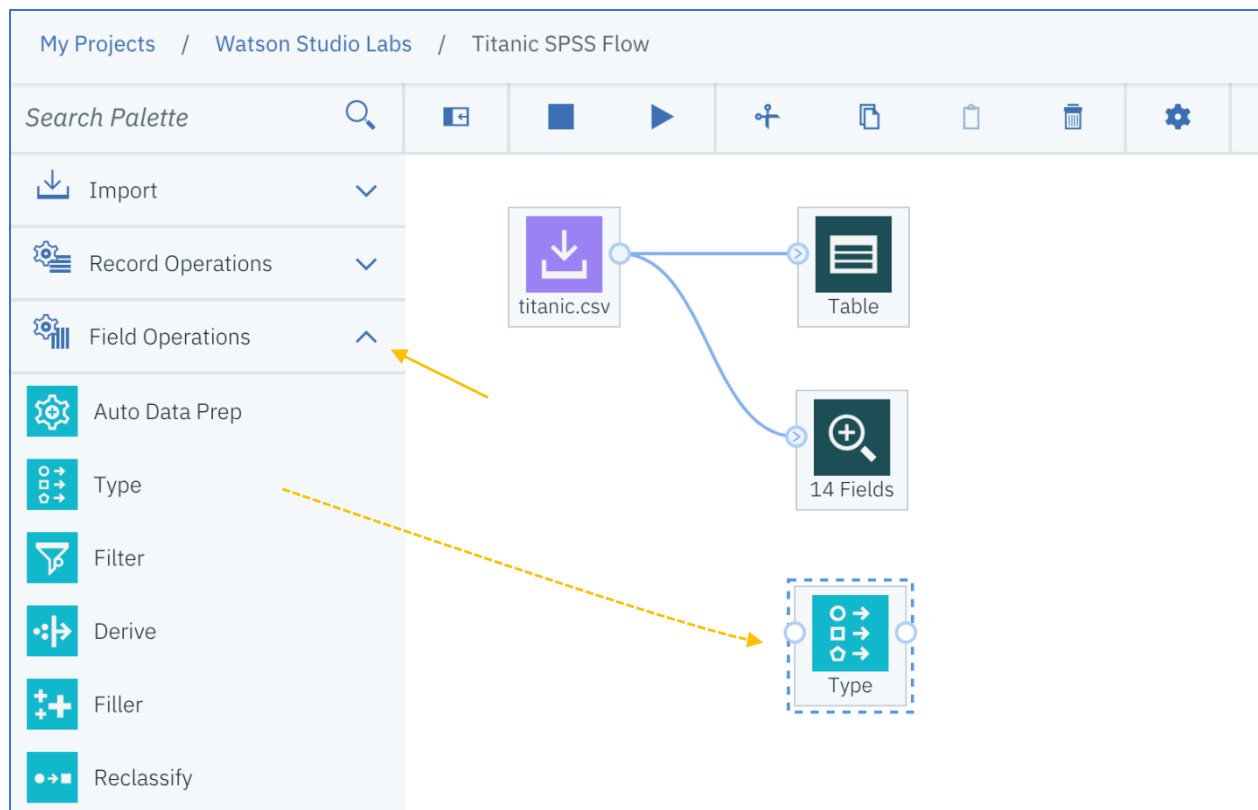 My Projects / Watson Studio Labs / Titanic SPSS Flow
Search Palette
Import
Record Operations
Field Operations
Auto Data Prep
Type
Filter
Derive
Filler
Reclassify
titanic.csv
Table
14 Fields
Type